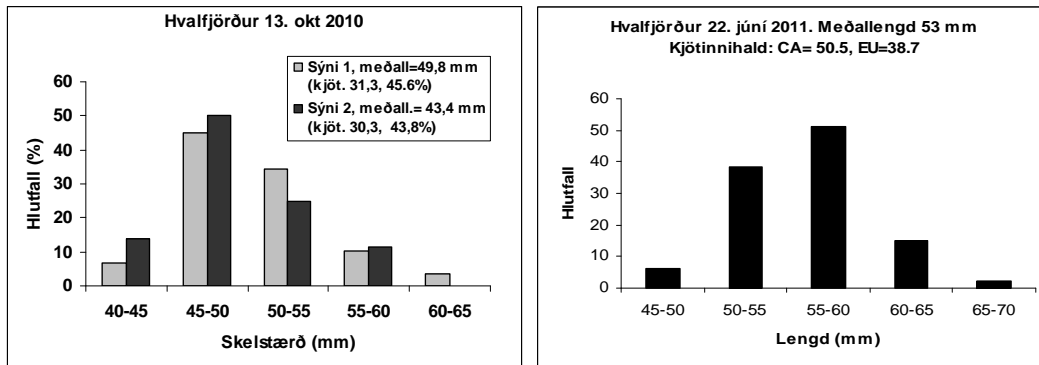 Hvalfjörður 13. okt 2010
Sýni 1, meðall=49,8 mm
(kjöt. 31,3, 45.6%)
Sýni 2, meðall.= 43,4 mm
(kjöt. 30,3, 43,8%)
Hlutfall (%)
60
50
40
30
20
10
0
40-45 45-50 50-55 55-60 60-65
Skelstærð (mm)
Hvalfjörður 22. júní 2011. Meðallengd 53 mm
Kjötinnihald: CA= 50.5, EU=38.7
Hlutfall
60
50
40
30
20
10
0
45-50 50-55 55-60 60-65 65-70
Lengd (mm)